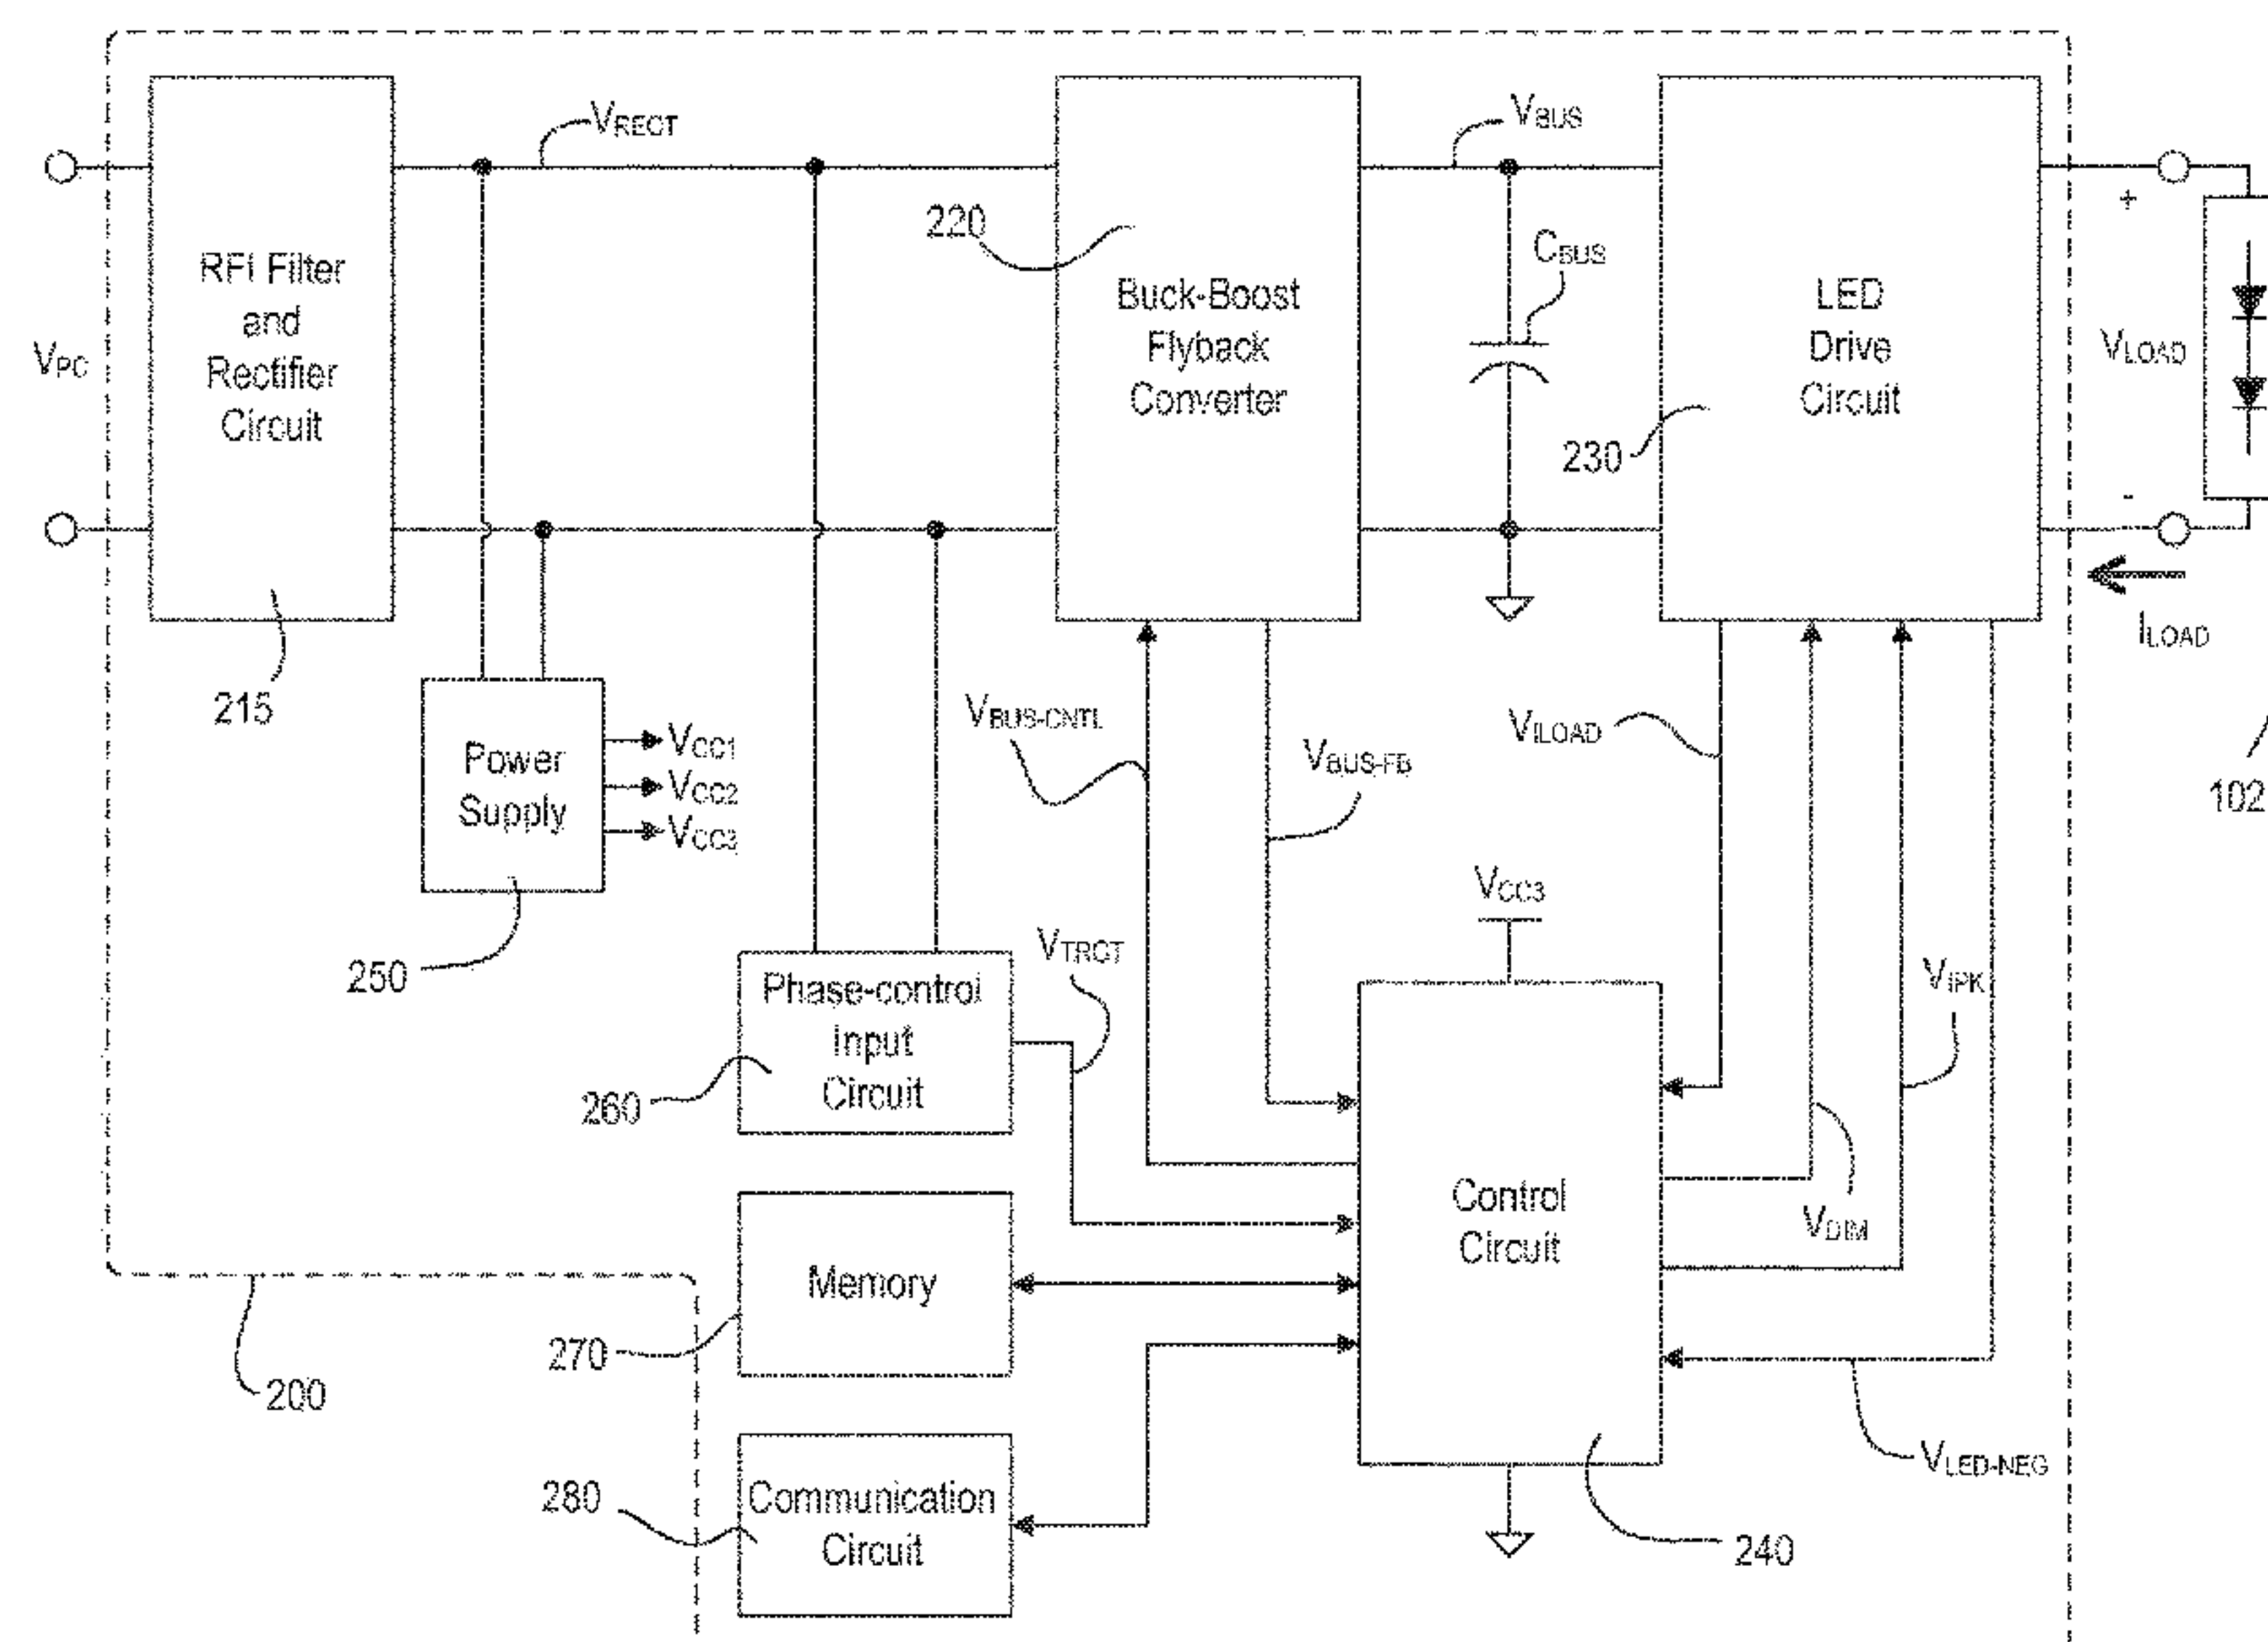 VRECT
VBUS
220
CBUS
+
RFI Filter
and
Rectifier
Circuit
VPC
Buck-Boost
Flyback
Converter
LED
Drive
Circuit
VLOAD
230
-
ILOAD
215
VBUS-CNTL
VILOAD
Power
Supply
VCC1
VCC2
VCC3
VBUS-FB
102
VCC3
250
VTRGT
Phase-control
Input
Circuit
VIPK
260
Control
Circuit
VDIM
Memory
270
200
VLED-NEG
280
Communication
Circuit
240